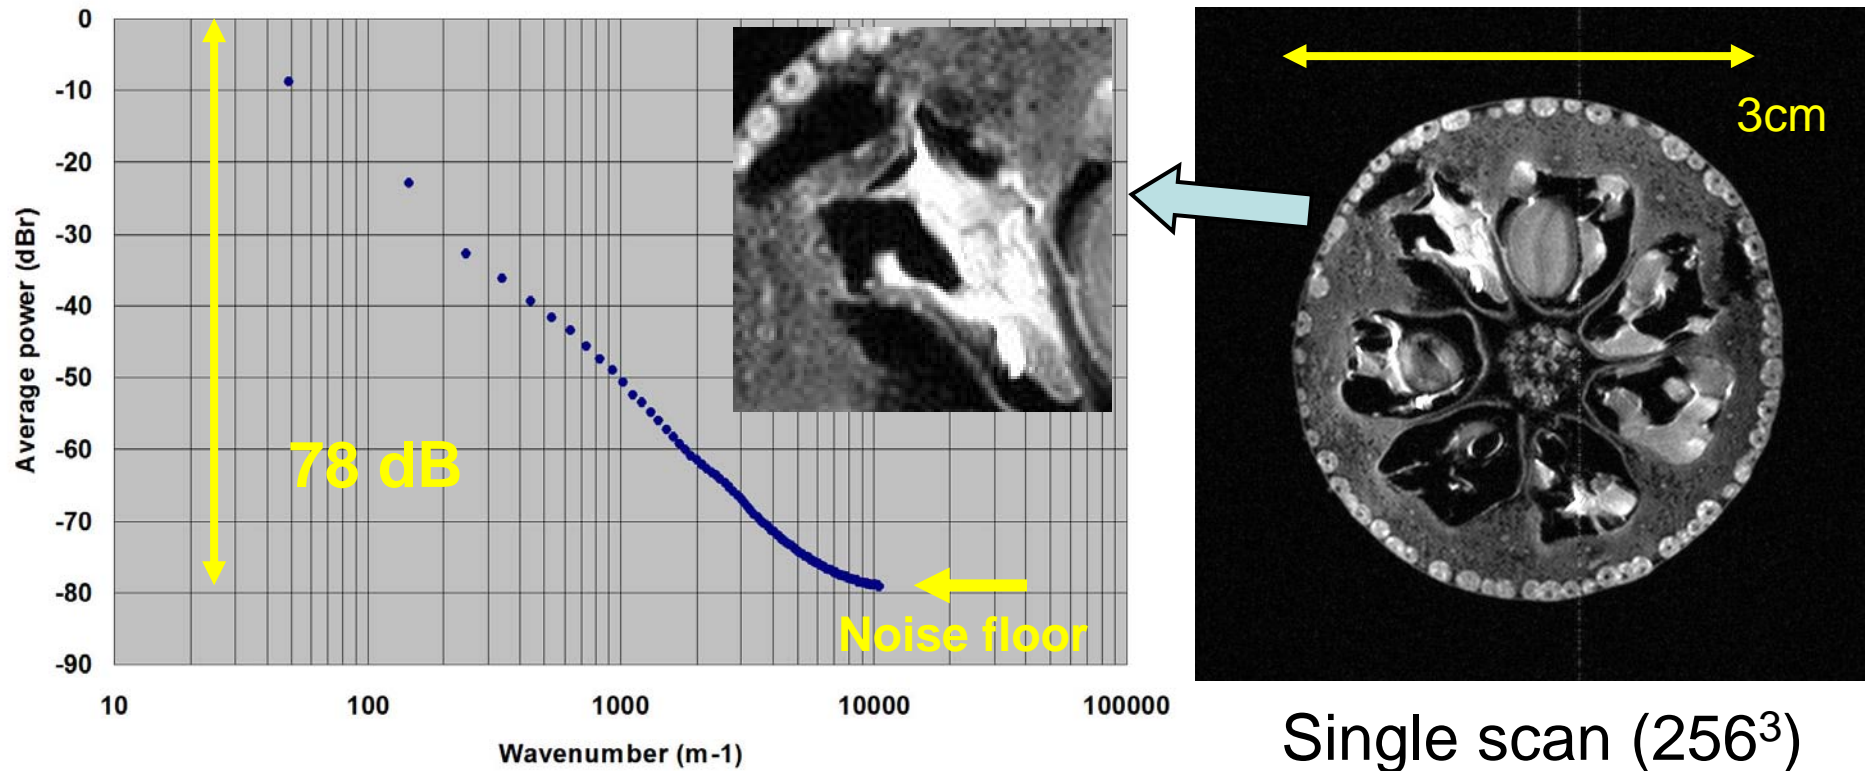 0
-10
-20
-30
-40
-50
-60
-70
-80
-90
Average power (dBr)
10 100 1000 10000 100000
Wavenumber (m-1)
78 dB
Noise floor
3cm
Single scan (256³)